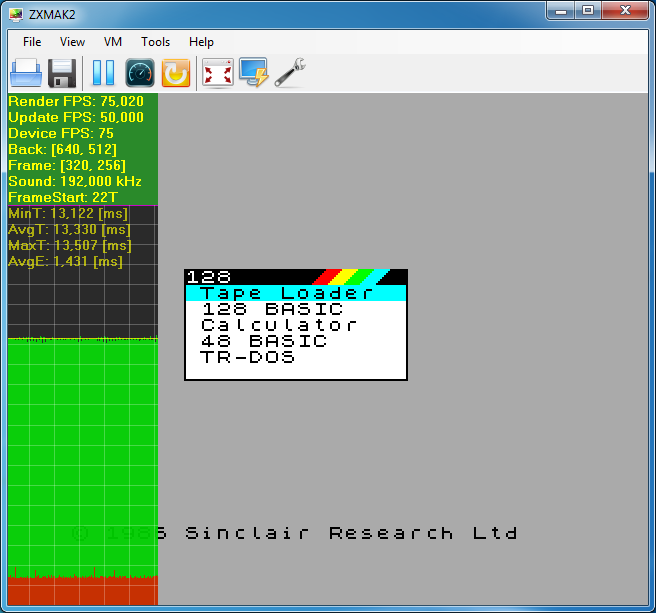 ZXMAK2
File View VM Tools Help
Render FPS: 75,020
Update FPS: 50,000
Device FPS: 75
Back: [640, 512]
Frame: [320, 256]
Sound: 192,000 kHz
FrameStart: 22T
MinT: 13,122 [ms]
AvgT: 13,330 [ms]
MaxT: 13,507 [ms]
AvgE: 1,431 [ms]
128
Tape Loader
128 BASIC
Calculator
48 BASIC
TR-DOS
© 1986 Sinclair Research Ltd